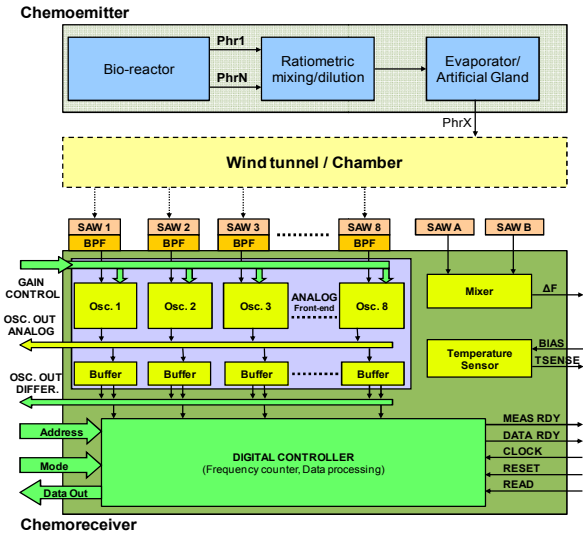 Chemoemitter
Bio-reactor
Phr1
PhrN
Ratiometric
mixing/dilution
Evaporator/
Artificial Gland
PhrX
Wind tunnel / Chamber
SAW 1
BPF
SAW 2
BPF
SAW 3
BPF
SAW 8
BPF
SAW A
SAW B
GAIN
CONTROL
Osc. 1
Osc. 2
Osc. 3
ANALOG
Front-end
Osc. 8
Mixer
ΔF
OSC. OUT
ANALOG
Buffer
Buffer
Buffer
Buffer
Temperature
Sensor
BIAS
TSENSE
OSC. OUT
DIFFER.
Address
Mode
Data Out
DIGITAL CONTROLLER
(Frequency counter, Data processing)
MEAS RDY
DATA RDY
CLOCK
RESET
READ
Chemoreceiver